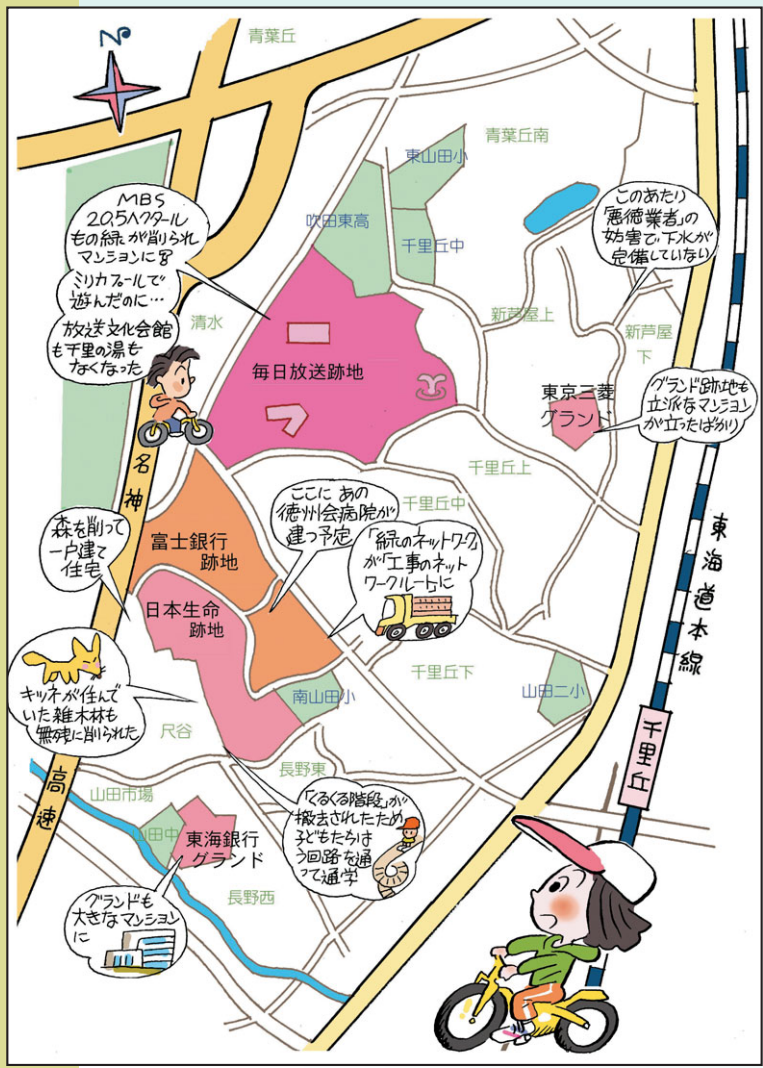 N
青葉丘
MBS
20,5ヘクタール
もの緑が削られ
マンションに!?
ミリカプールで
遊んだのに…
放送文化会館
も千里の湯も
なくなった
東山田小
青葉丘南
吹田東高
千里丘中
このあたり
「悪徳業者」の
妨害で、下水が
完備していない
清水
新芦屋上
新芦屋
下
毎日放送跡地
東京三菱
グランド
グランド跡地も
立派なマンション
が立ったばかり
名神
千里丘上
千里丘中
森を削って
一戸建て
住宅
富士銀行
跡地
ここに あの
徳州会病院が
建つ予定
「緑のネットワーク」
が「工事のネット
ワークルート」に
東海道本線
日本生命
跡地
キツネが住んで
いた雑木林も
無残に削られた
千里丘下
南山田小
山田二小
尺谷
千里丘
長野東
高速
山田市場
「くるくる階段」が
撤去されたため
子どもたちは
う回路を通
って通学
山田中
東海銀行
グランド
長野西
グランドも
大きなマンション
に